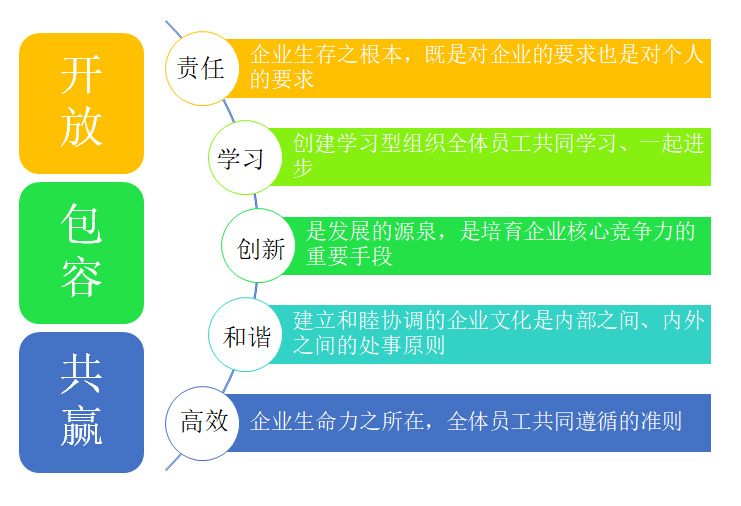 开
放
包
容
共
赢
责任
企业生存之根本，既是对企业的要求也是对个人
的要求
学习
创建学习型组织全体员工共同学习、一起进
步
创新
是发展的源泉，是培育企业核心竞争力的
重要手段
和谐
建立和睦协调的企业文化是内部之间、内外
之间的处事原则
高效
企业生命力之所在，全体员工共同遵循的准则